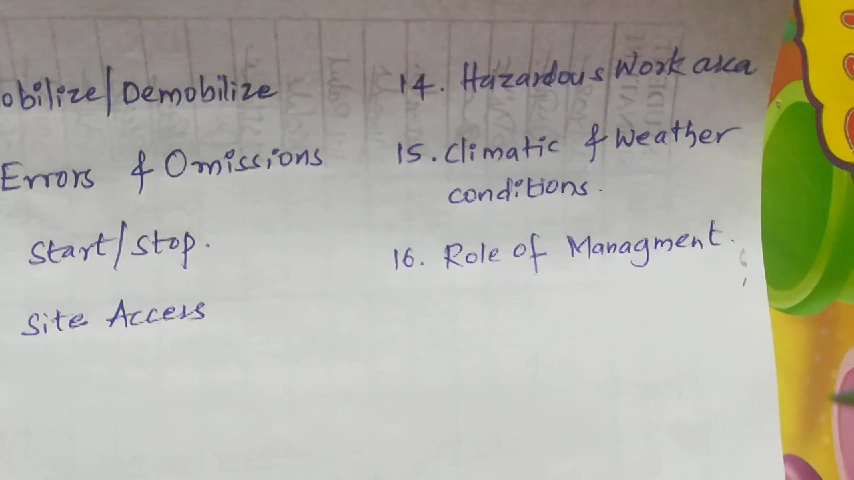 obilize/Demobilize
Errors & Omissions
Start/Stop.
Site Access
14. Hazardous Work area
15. Climatic & Weather
conditions.
16. Role of Managment.